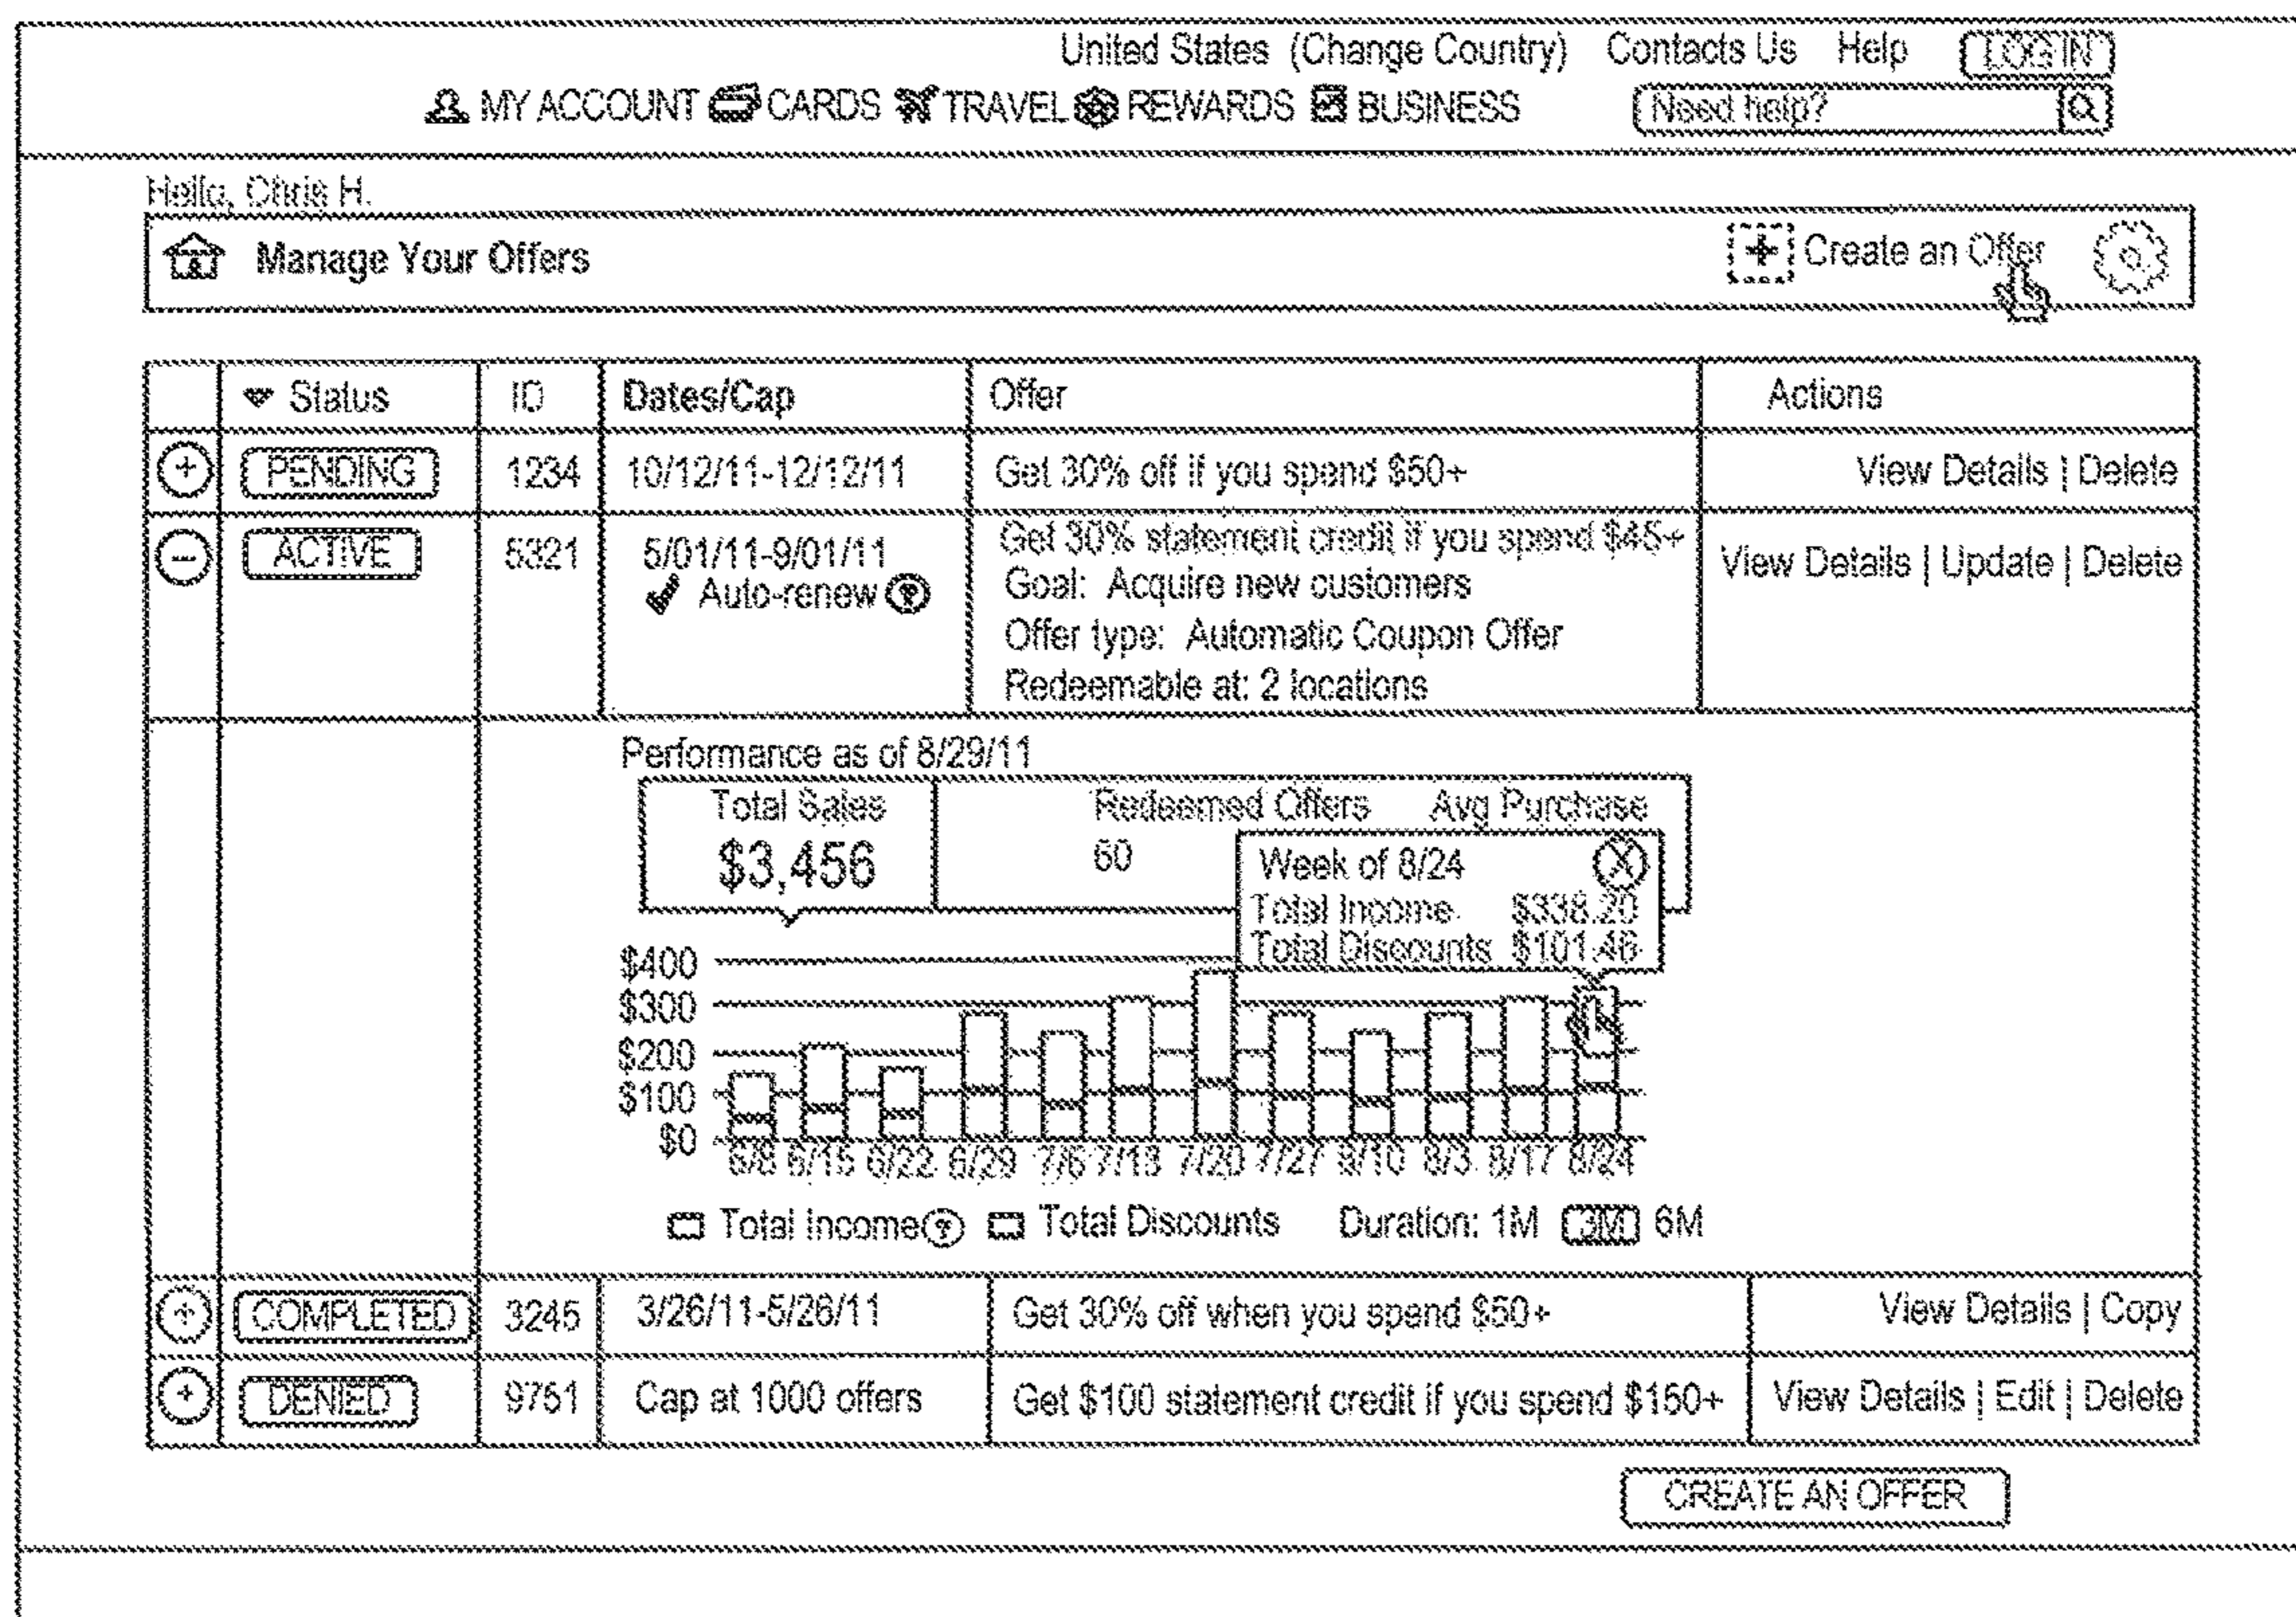 United States (Change Country) Contacts Us Help LOG IN
MY ACCOUNT CARDS TRAVEL REWARDS BUSINESS Need help?
Hello, Chris H.
Manage Your Offers Create an Offer
Status ID Dates/Cap Offer Actions
PENDING 1234 10/12/11-12/12/11 Get 30% off if you spend $50+ View Details | Delete
ACTIVE 5321 5/01/11-9/01/11 Get 30% statement credit if you spend $45+ View Details | Update | Delete
Auto-renew ? Goal: Acquire new customers
Offer type: Automatic Coupon Offer
Redeemable at: 2 locations
Performance as of 8/29/11
Total Sales Redeemed Offers Avg Purchase
$3,456 60
Week of 8/24 X
Total Income $338.20
Total Discounts $101.46
$400
$300
$200
$100
$0
6/8 6/15 6/22 6/29 7/6 7/13 7/20 7/27 8/3 8/17 8/24
Total Income ? Total Discounts Duration: 1M 3M 6M
COMPLETED 3245 3/26/11-5/26/11 Get 30% off when you spend $50+ View Details | Copy
DENIED 9751 Cap at 1000 offers Get $100 statement credit if you spend $150+ View Details | Edit | Delete
CREATE AN OFFER